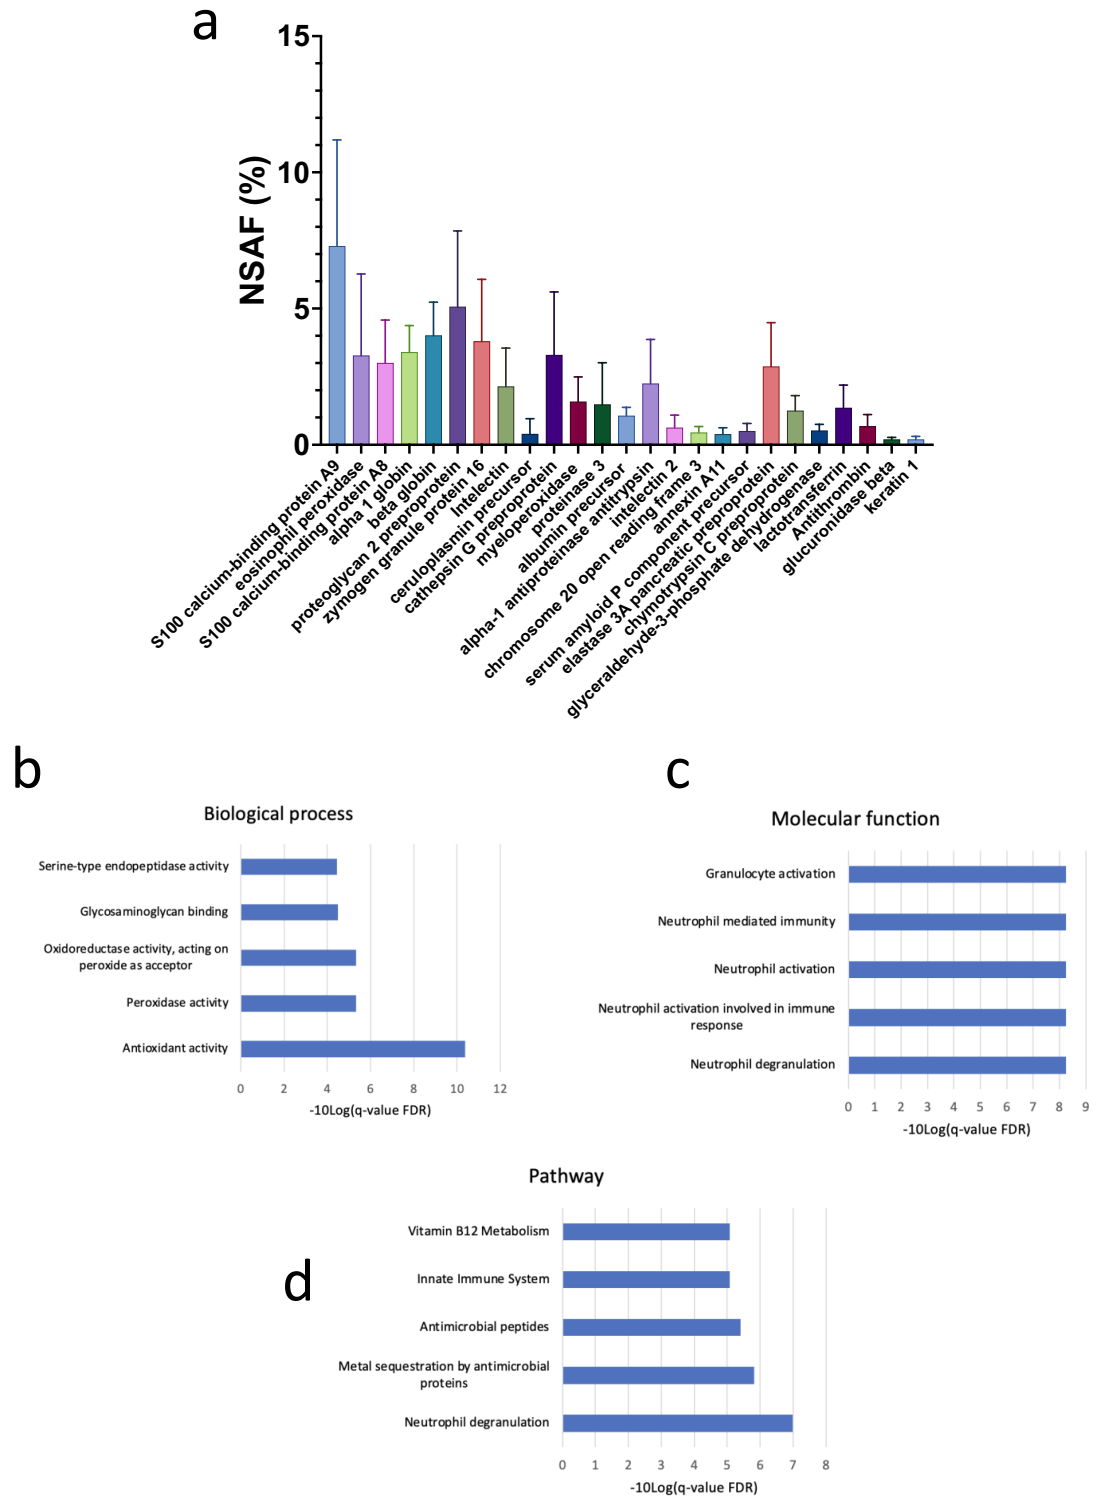 a
15
10
5
0
NSAF (%)
S100 calcium-binding protein A9
eosinophil peroxidase
S100 calcium-binding protein A8
alpha 1 globin
beta globin
proteoglycan 2 preproprotein
zymogen granule protein 16
Intelectin
ceruloplasmin precursor
cathepsin G preproprotein
myeloperoxidase
proteinase 3
albumin precursor
alpha-1 antiproteinase antitrypsin
intelectin 2
chromosome 20 open reading frame 3
annexin A11
serum amyloid P component precursor
elastase 3A pancreatic preproprotein
chymotrypsin C preproprotein
glyceraldehyde-3-phosphate dehydrogenase
lactotransferrin
Antithrombin
glucuronidase beta
keratin 1
b
Biological process
Serine-type endopeptidase activity
Glycosaminoglycan binding
Oxidoreductase activity, acting on
peroxide as acceptor
Peroxidase activity
Antioxidant activity
0 2 4 6 8 10 12
-10Log(q-value FDR)
c
Molecular function
Granulocyte activation
Neutrophil mediated immunity
Neutrophil activation
Neutrophil activation involved in immune
response
Neutrophil degranulation
0 1 2 3 4 5 6 7 8 9
-10Log(q-value FDR)
d
Pathway
Vitamin B12 Metabolism
Innate Immune System
Antimicrobial peptides
Metal sequestration by antimicrobial
proteins
Neutrophil degranulation
0 1 2 3 4 5 6 7 8
-10Log(q-value FDR)